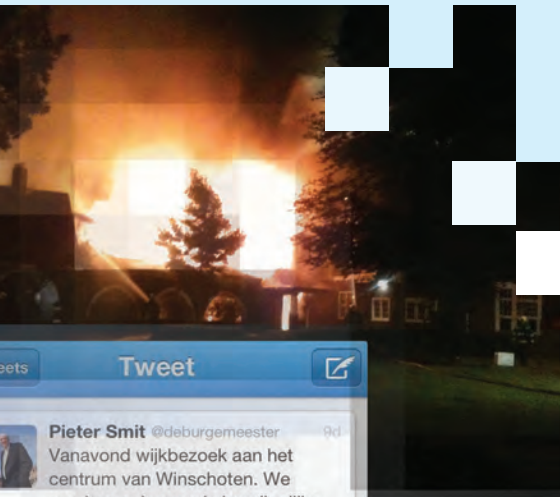 eets
Tweet
Pieter Smit @deburgemeester 9d
Vanavond wijkbezoek aan het
centrum van Winschoten. We